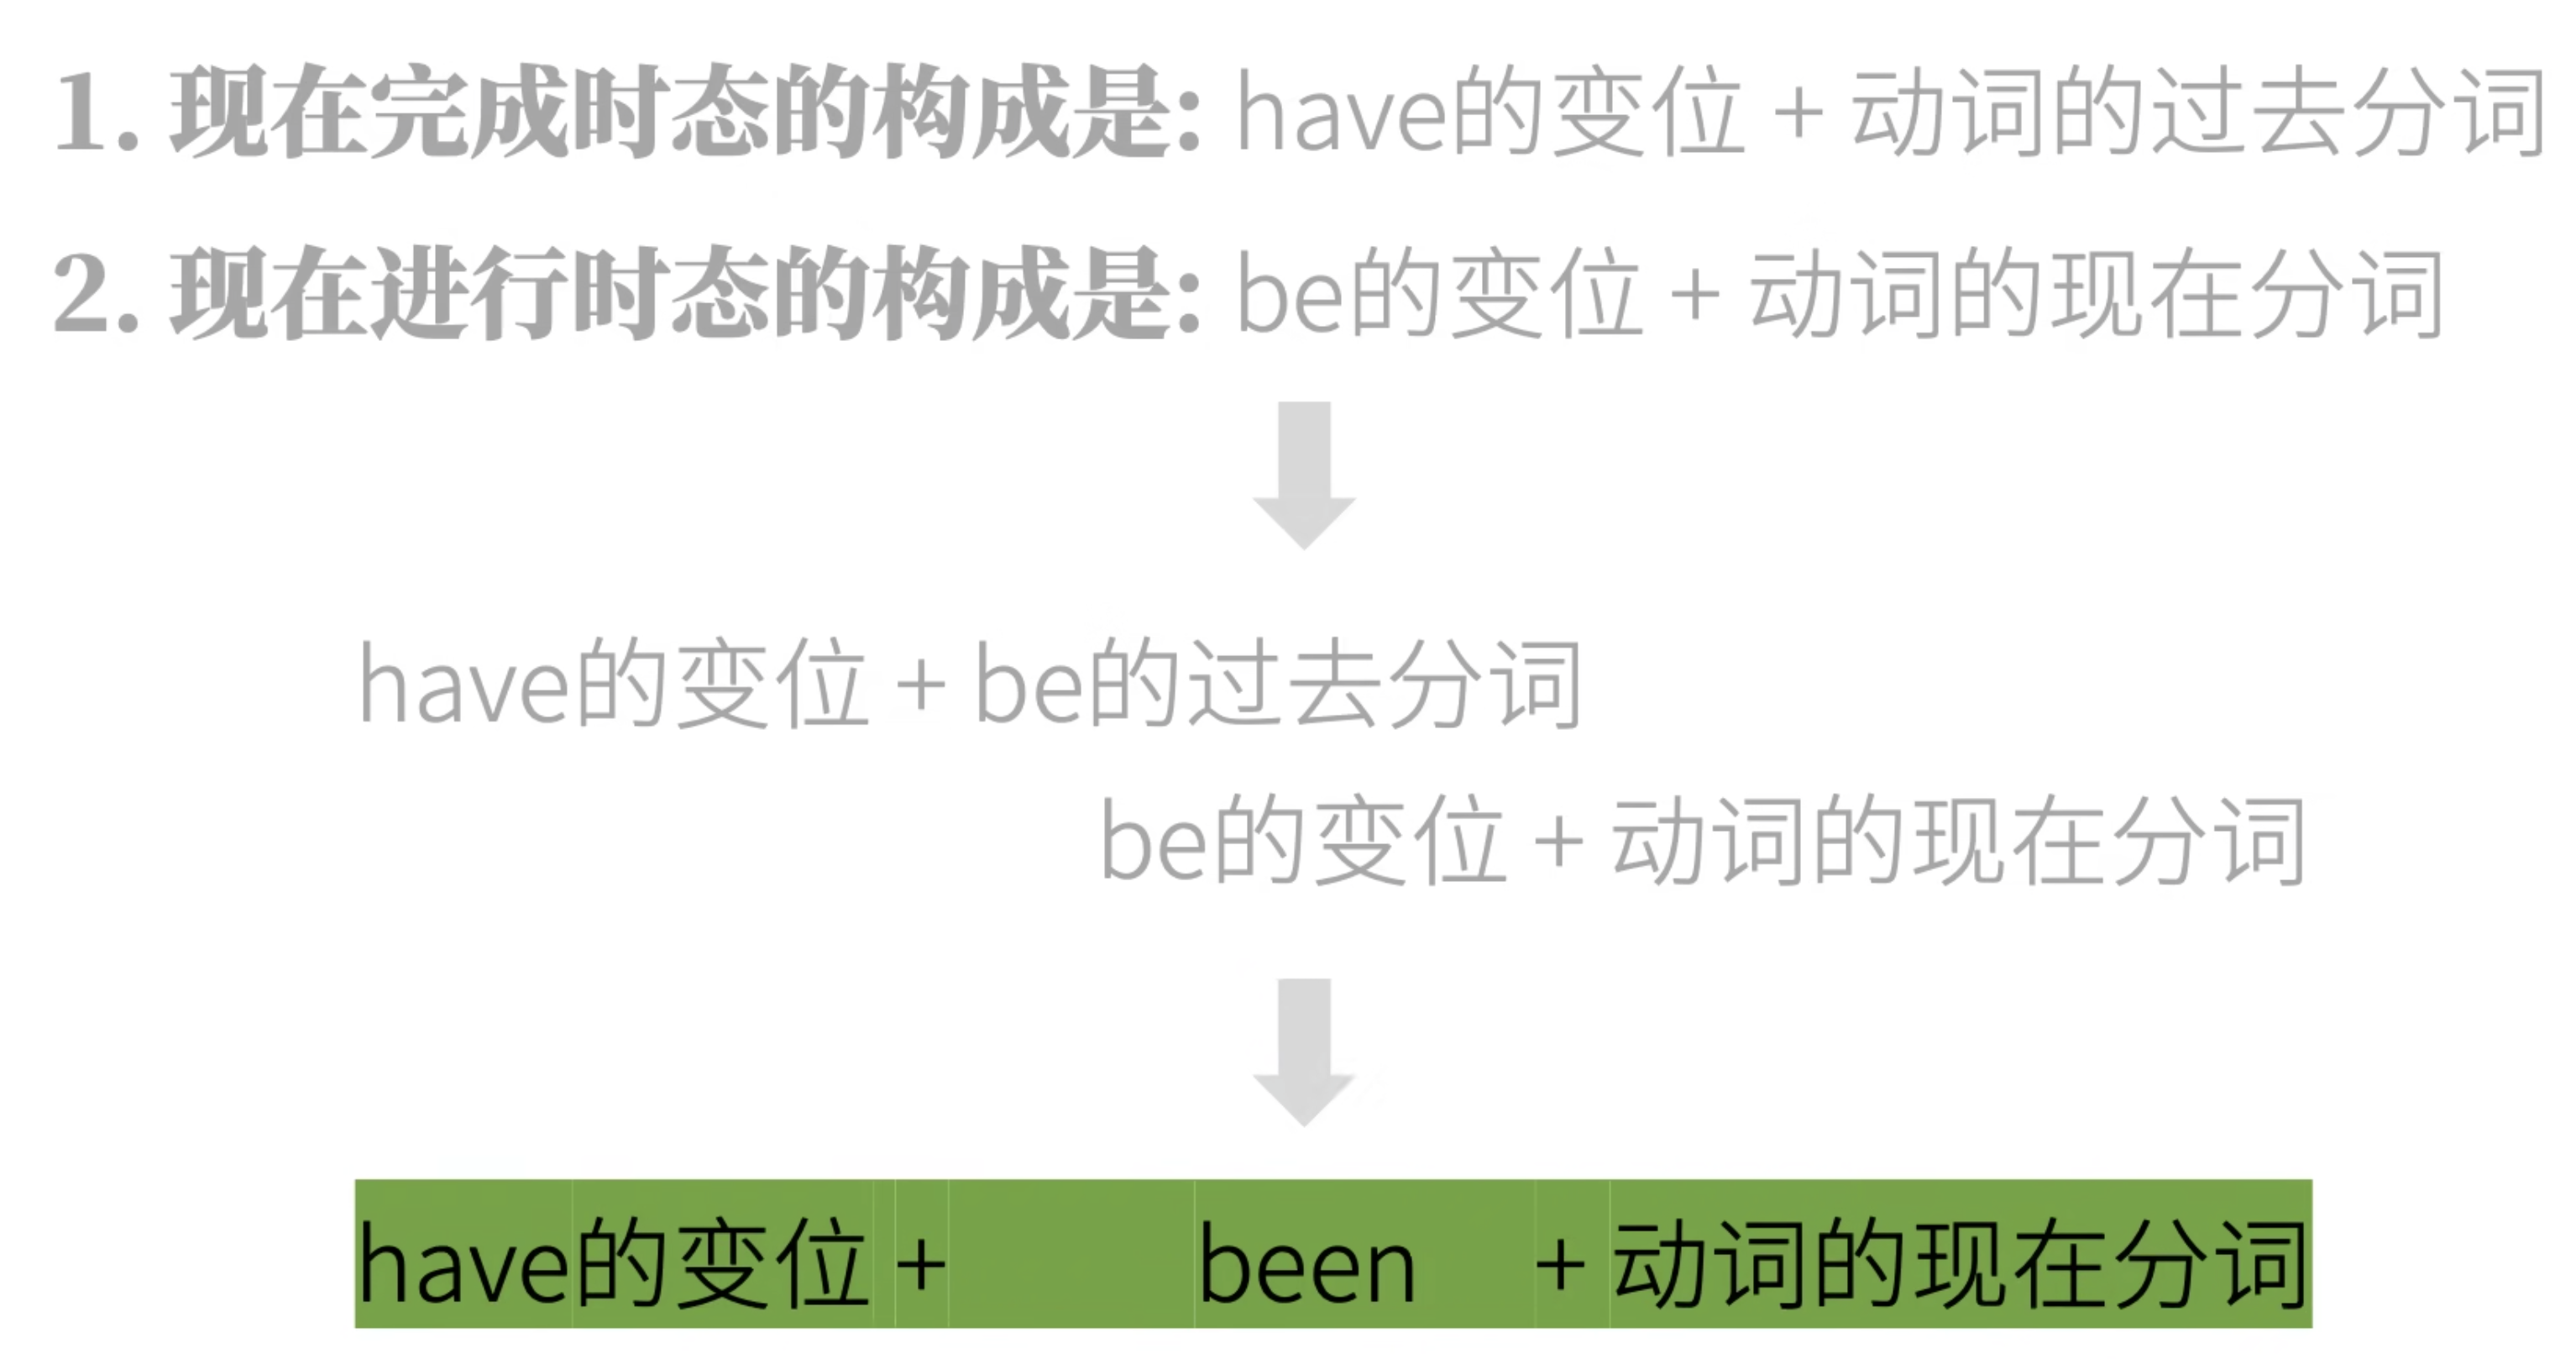 1. 现在完成时态的构成是: have的变位 + 动词的过去分词
2. 现在进行时态的构成是: be的变位 + 动词的现在分词
have的变位 + be的过去分词
be的变位 + 动词的现在分词
have的变位 + been + 动词的现在分词